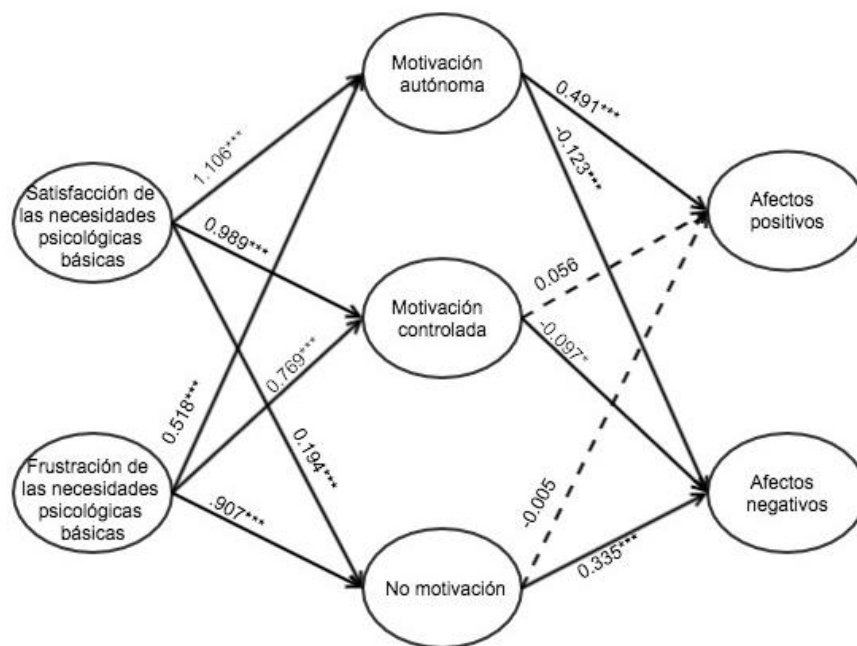 Motivación
autónoma
0.491***
-0.123***
1.106***
Satisfacción de
las necesidades
psicológicas
básicas
Afectos
positivos
0.989***
0.056
Motivación
controlada
-0.097*
0.769***
0.518***
0.194***
Frustración de
las necesidades
psicológicas
básicas
.907***
-0.005
Afectos
negativos
0.335***
No motivación